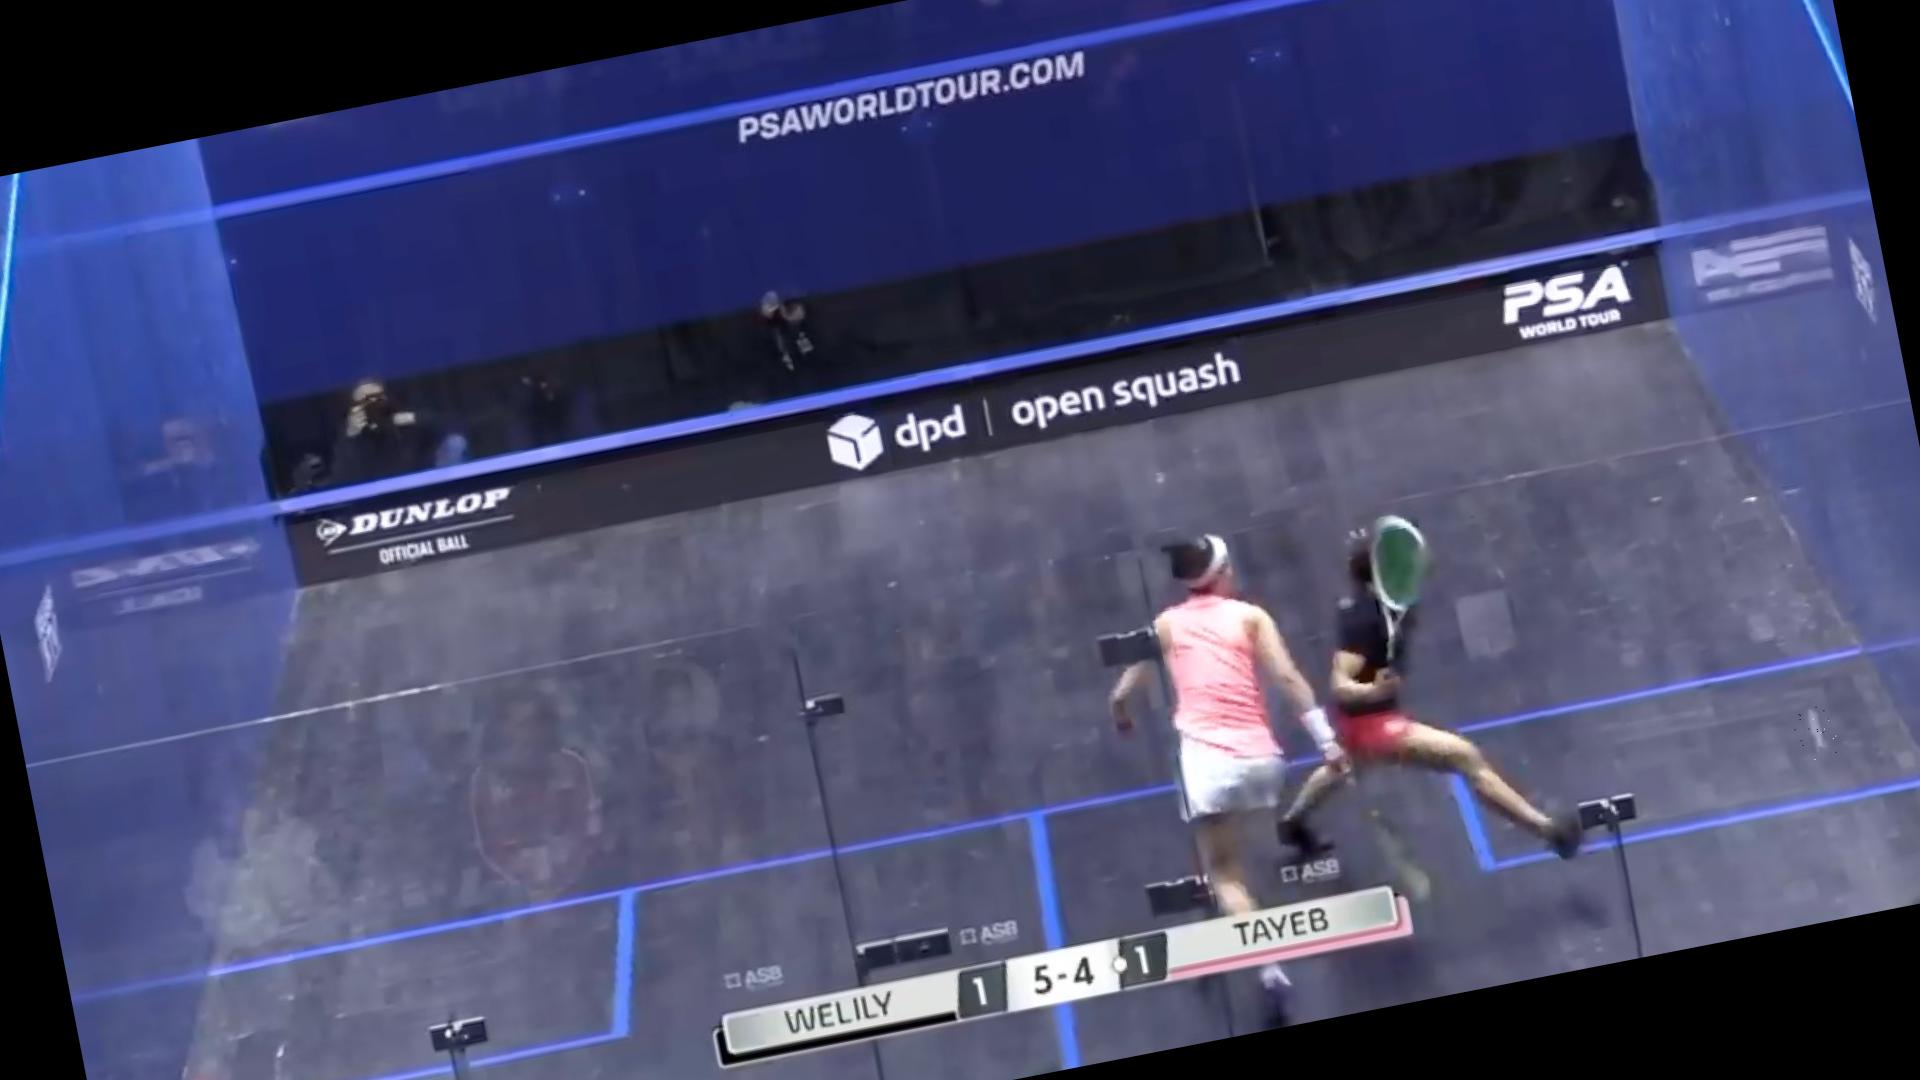 PSAWORLDTOUR.COM
PSA
WORLD TOUR
dpd | open squash
DUNLOP
OFFICIAL BALL
ASB
ASB
ASB
WELILY 1 5-4 1 TAYEB